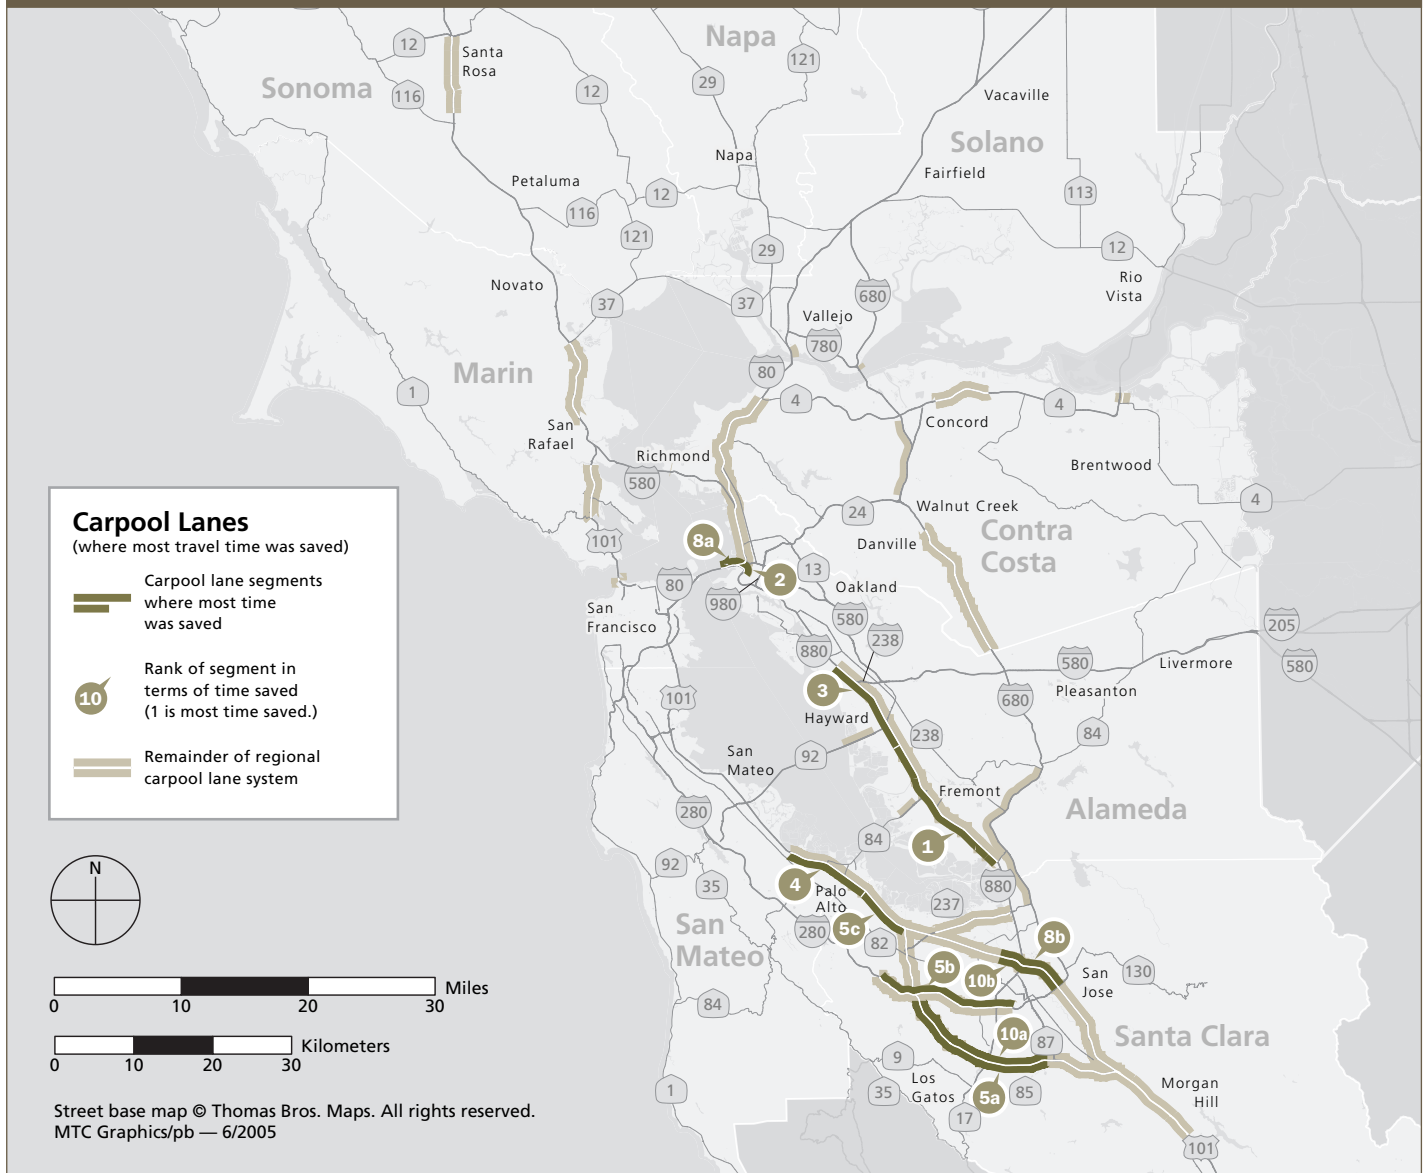 Napa
Sonoma
12
Santa
Rosa
116
12
29
121
Vacaville
Solano
Napa
Fairfield
Petaluma
12
116
113
121
29
12
Rio
Vista
Novato
37
37
680
Vallejo
780
Marin
80
1
4
4
San
Rafael
Concord
Richmond
Brentwood
580
4
Walnut Creek
24
Contra
Costa
Danville
101
8a
13
2
80
980
Oakland
San
Francisco
580
205
238
880
580
580
Livermore
Pleasanton
3
101
680
Hayward
84
238
San
Mateo
92
Fremont
280
Alameda
84
1
92
35
4
Palo
Alto
880
237
San
Mateo
280
5c
82
8b
5b
10b
San
Jose
130
84
10a
87
Santa Clara
9
35
Los
Gatos
5a
85
17
Morgan
Hill
1
101
Carpool Lanes
(where most travel time was saved)
Carpool lane segments
where most time
was saved
10
Rank of segment in
terms of time saved
(1 is most time saved.)
Remainder of regional
carpool lane system
N
Miles
0 10 20 30
Kilometers
0 10 20 30
Street base map © Thomas Bros. Maps. All rights reserved.
MTC Graphics/pb — 6/2005